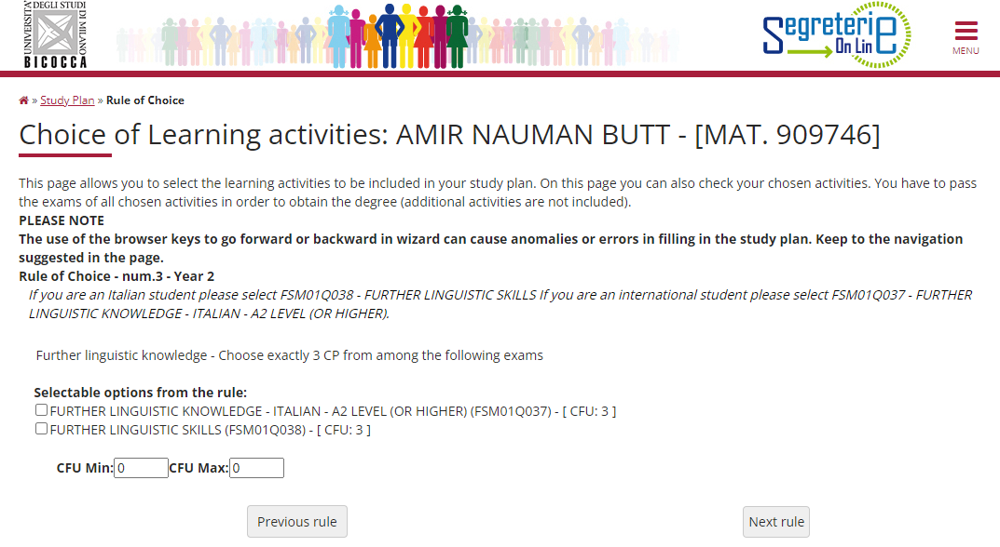 UNIVERSITA'
DEGLI STUDI
DI MILANO
BICOCCA
Segreterie
On Line
MENU
» Study Plan » Rule of Choice
Choice of Learning activities: AMIR NAUMAN BUTT - [MAT. 909746]
This page allows you to select the learning activities to be included in your study plan. On this page you can also check your chosen activities. You have to pass
the exams of all chosen activities in order to obtain the degree (additional activities are not included).
PLEASE NOTE
The use of the browser keys to go forward or backward in wizard can cause anomalies or errors in filling in the study plan. Keep to the navigation
suggested in the page.
Rule of Choice - num.3 - Year 2
If you are an Italian student please select FSM01Q038 - FURTHER LINGUISTIC SKILLS If you are an international student please select FSM01Q037 - FURTHER
LINGUISTIC KNOWLEDGE - ITALIAN - A2 LEVEL (OR HIGHER).
Further linguistic knowledge - Choose exactly 3 CP from among the following exams
Selectable options from the rule:
FURTHER LINGUISTIC KNOWLEDGE - ITALIAN - A2 LEVEL (OR HIGHER) (FSM01Q037) - [ CFU: 3 ]
FURTHER LINGUISTIC SKILLS (FSM01Q038) - [ CFU: 3 ]
CFU Min: 0 CFU Max: 0
Previous rule Next rule